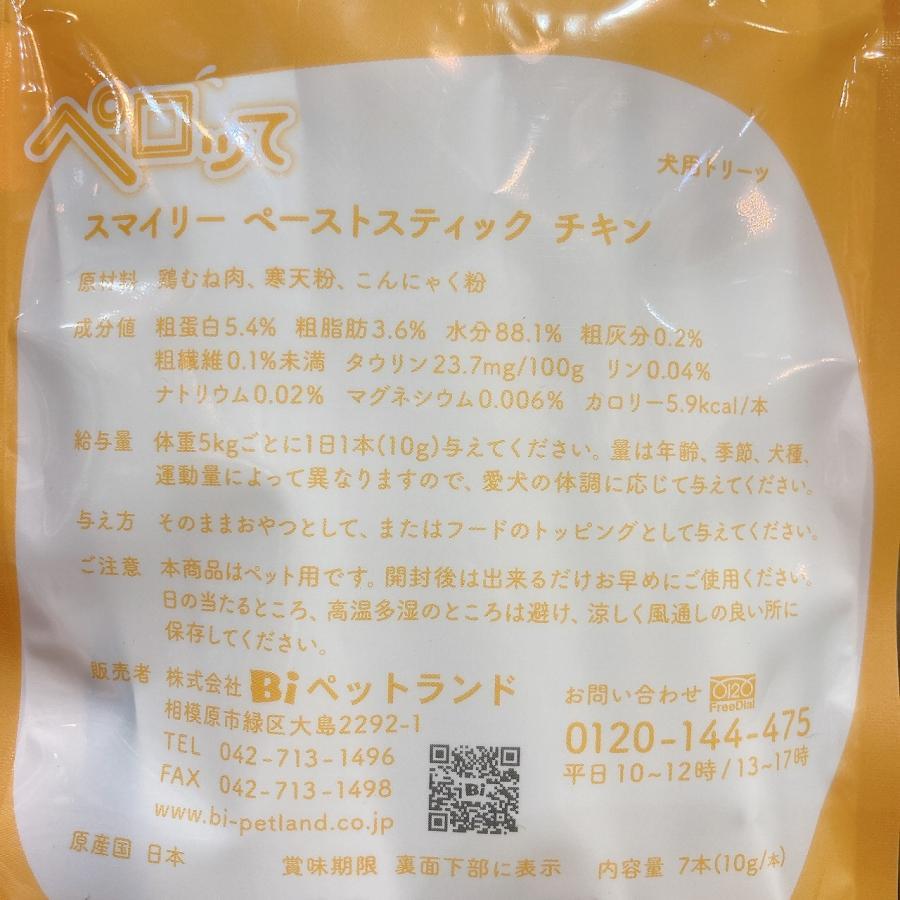 ペロッて
犬用トリーツ
スマイリー ペーストスティック チキン
原材料 鶏むね肉、寒天粉、こんにゃく粉
成分値 粗蛋白5.4% 粗脂肪3.6% 水分88.1% 粗灰分0.2%
粗繊維0.1%未満 タウリン23.7mg/100g リン0.04%
ナトリウム0.02% マグネシウム0.006% カロリー5.9kcal/本
給与量 体重5kgごとに1日1本(10g)与えてください。量は年齢、季節、犬種、
運動量によって異なりますので、愛犬の体調に応じて与えてください。
与え方 そのままおやつとして、またはフードのトッピングとして与えてください。
ご注意 本商品はペット用です。開封後は出来るだけお早めにご使用ください。
日の当たるところ、高温多湿のところは避け、涼しく風通しの良い所に
保存してください。
販売者 株式会社 Bi ペットランド
相模原市緑区大島2292-1
TEL 042-713-1496
FAX 042-713-1498
www.bi-petland.co.jp
Bi
お問い合わせ 0120 FreeDial
0120-144-475
平日10~12時/13~17時
原産国 日本 賞味期限 裏面下部に表示 内容量 7本(10g/本)